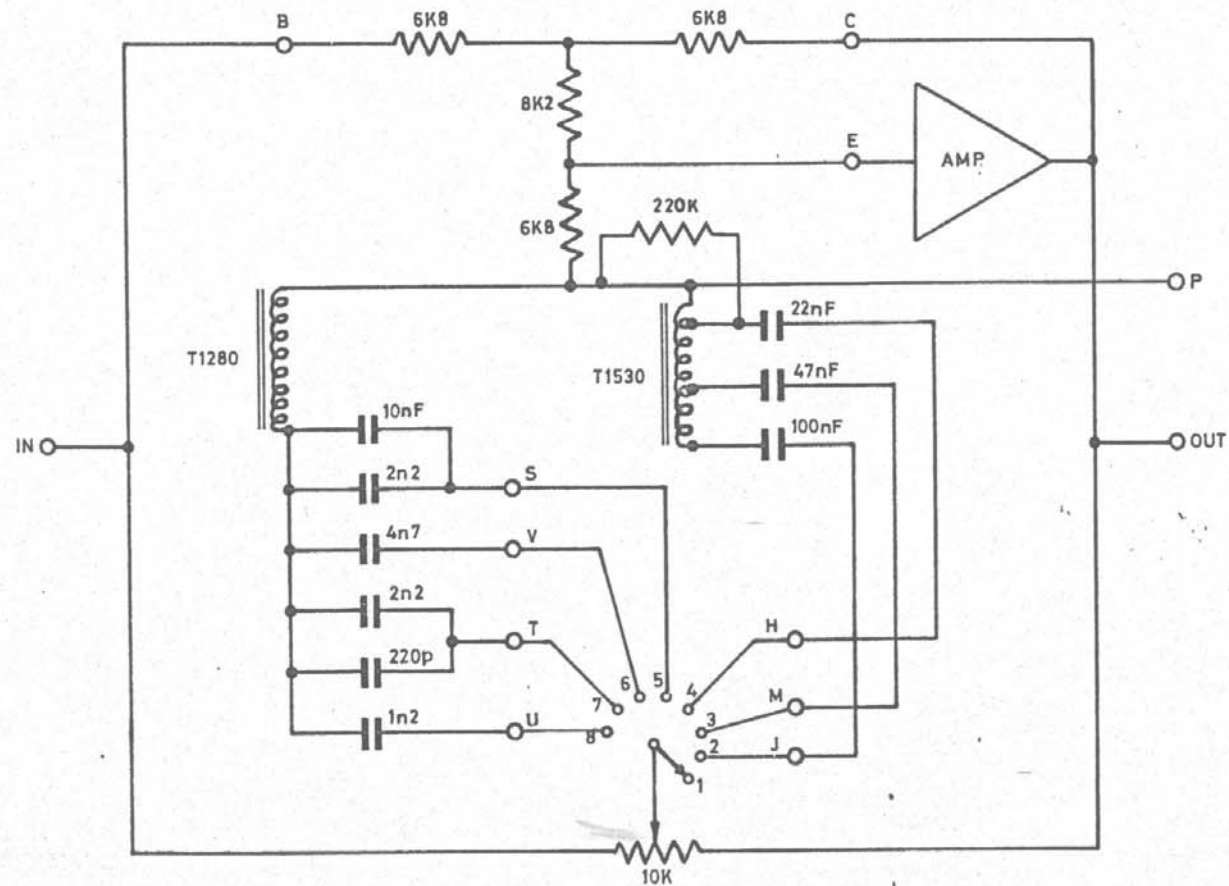 B
6K8
6K8
C
8K2
E
AMP.
6K8
220K
P
22nF
T1280
T1530
47nF
10nF
100nF
IN
OUT
2n2
S
4n7
V
2n2
T
H
220p
6
5
4
7
M
3
1n2
U
8
2
J
1
10K